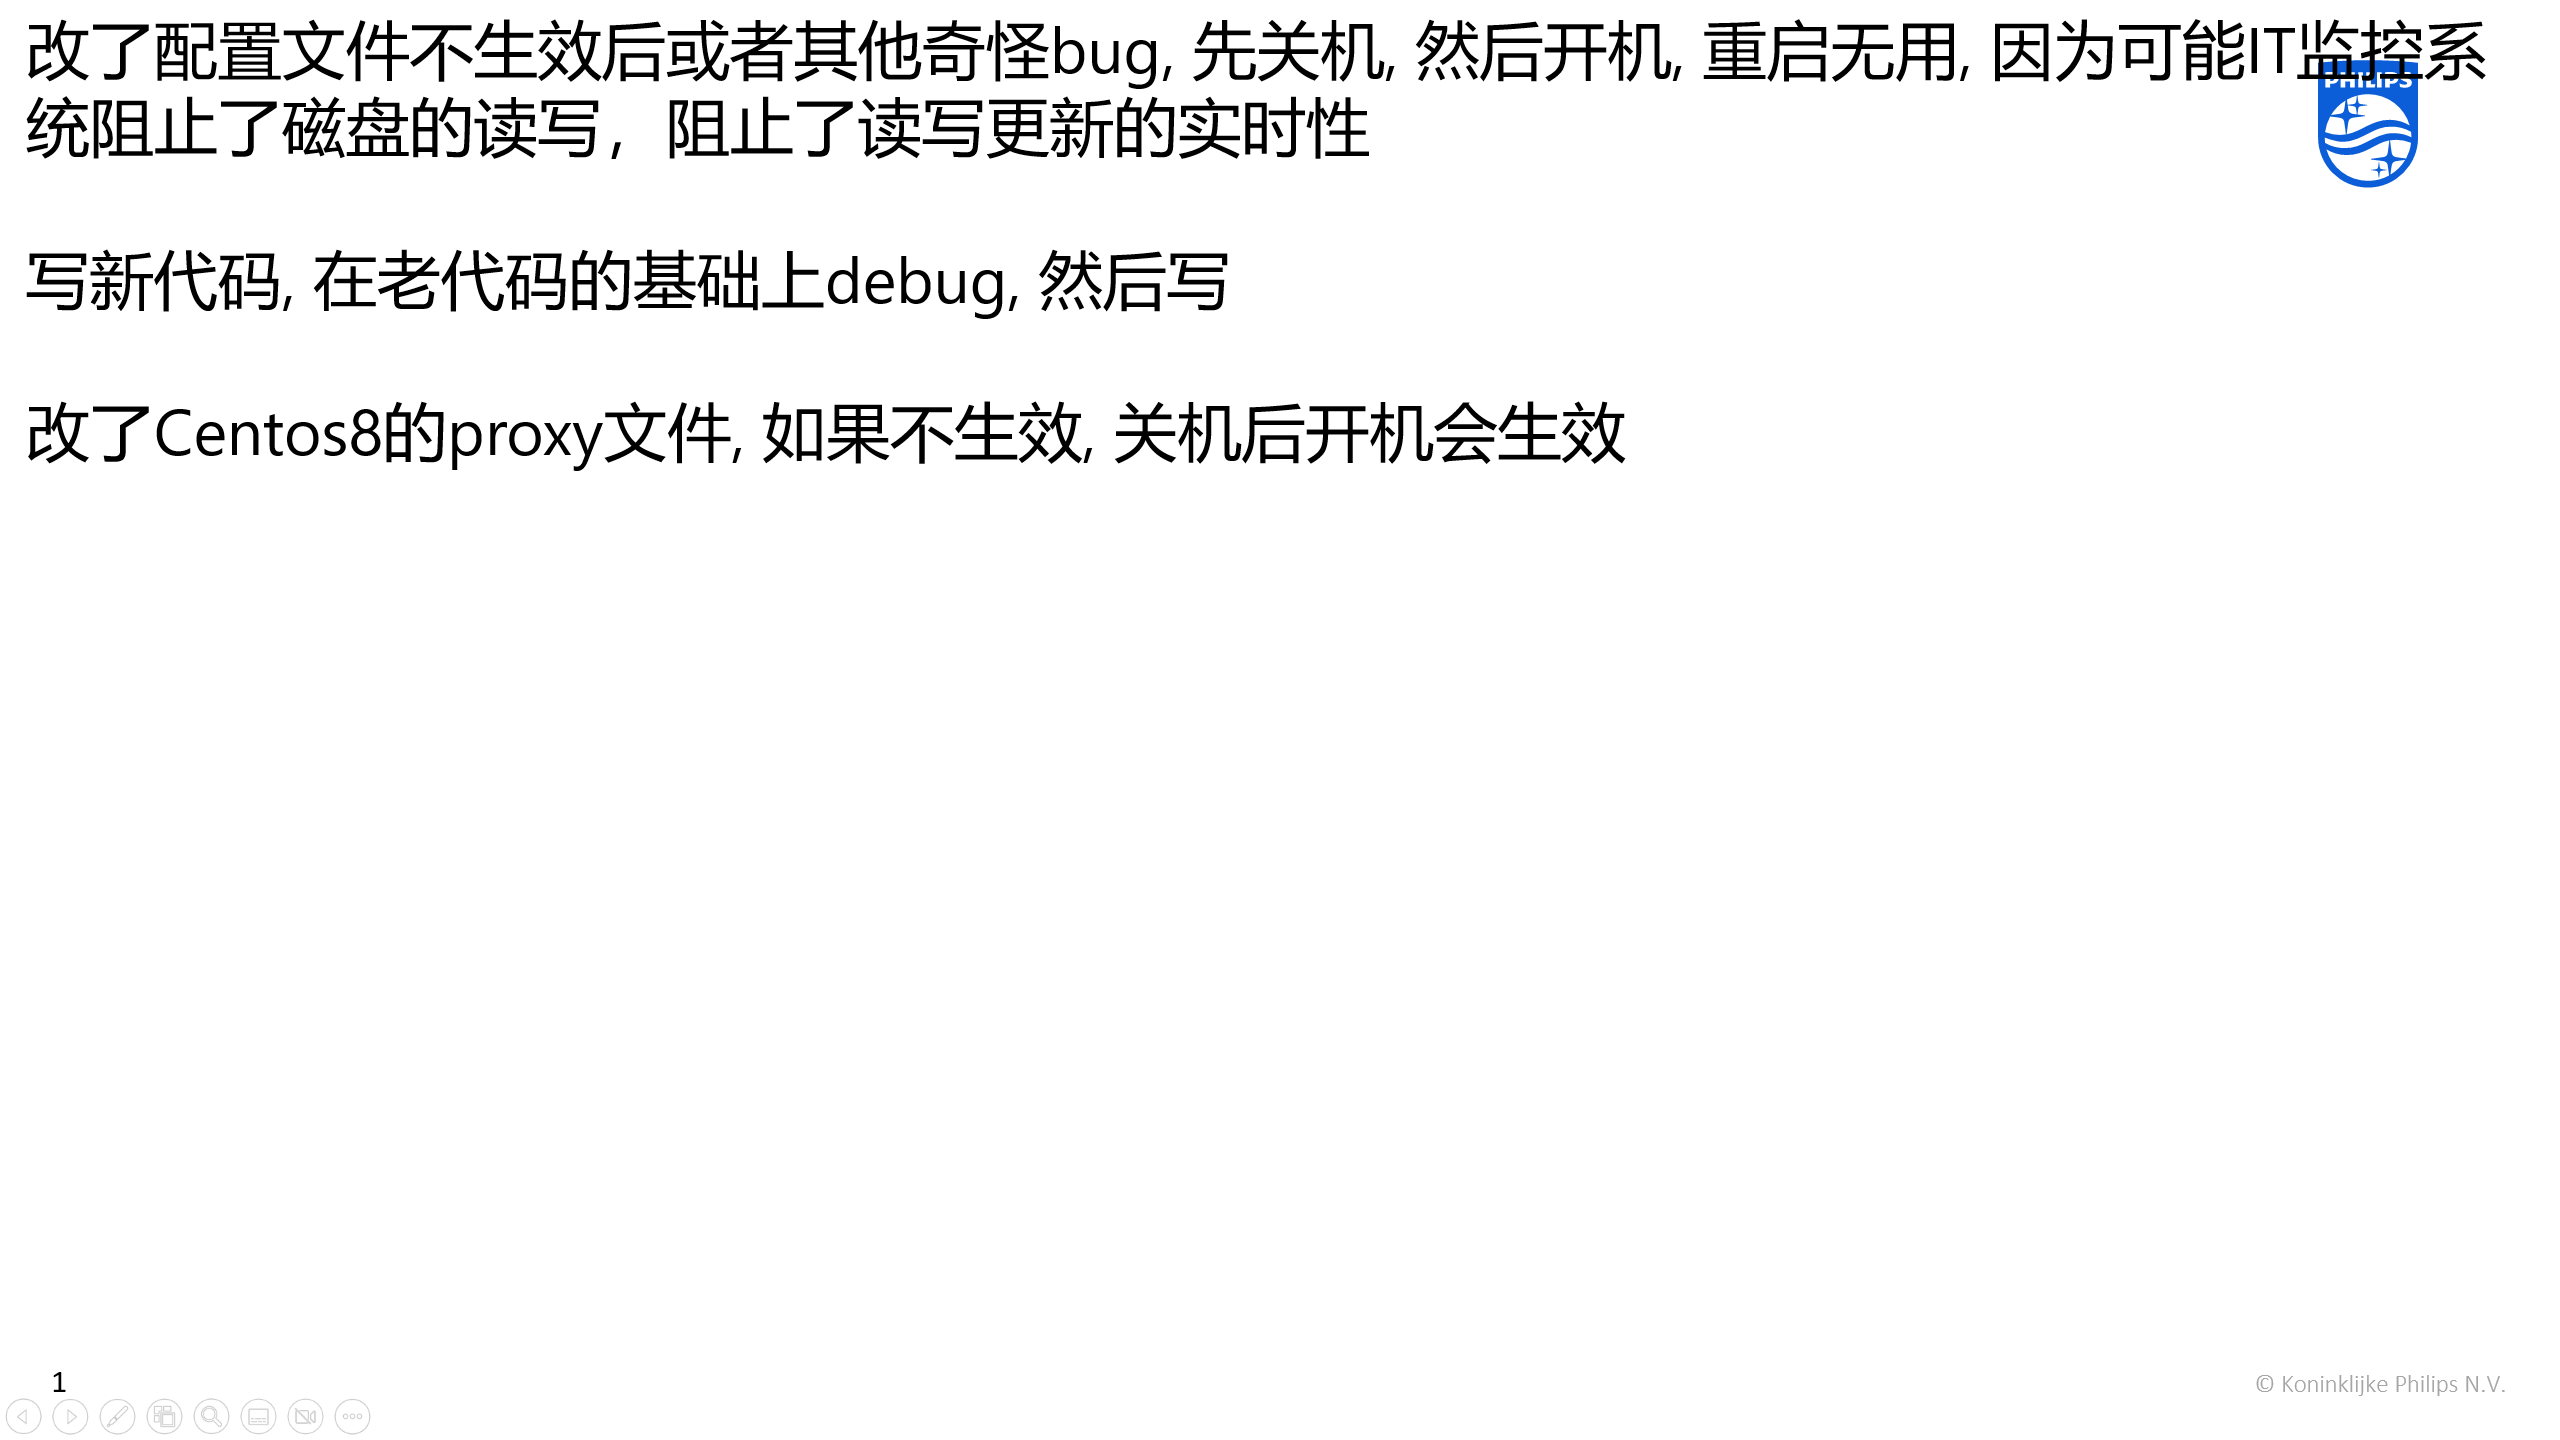 改了配置文件不生效后或者其他奇怪bug, 先关机, 然后开机, 重启无用, 因为可能IT监控系
统阻止了磁盘的读写，阻止了读写更新的实时性
PHILIPS
写新代码, 在老代码的基础上debug, 然后写
改了Centos8的proxy文件, 如果不生效, 关机后开机会生效
1
© Koninklijke Philips N.V.